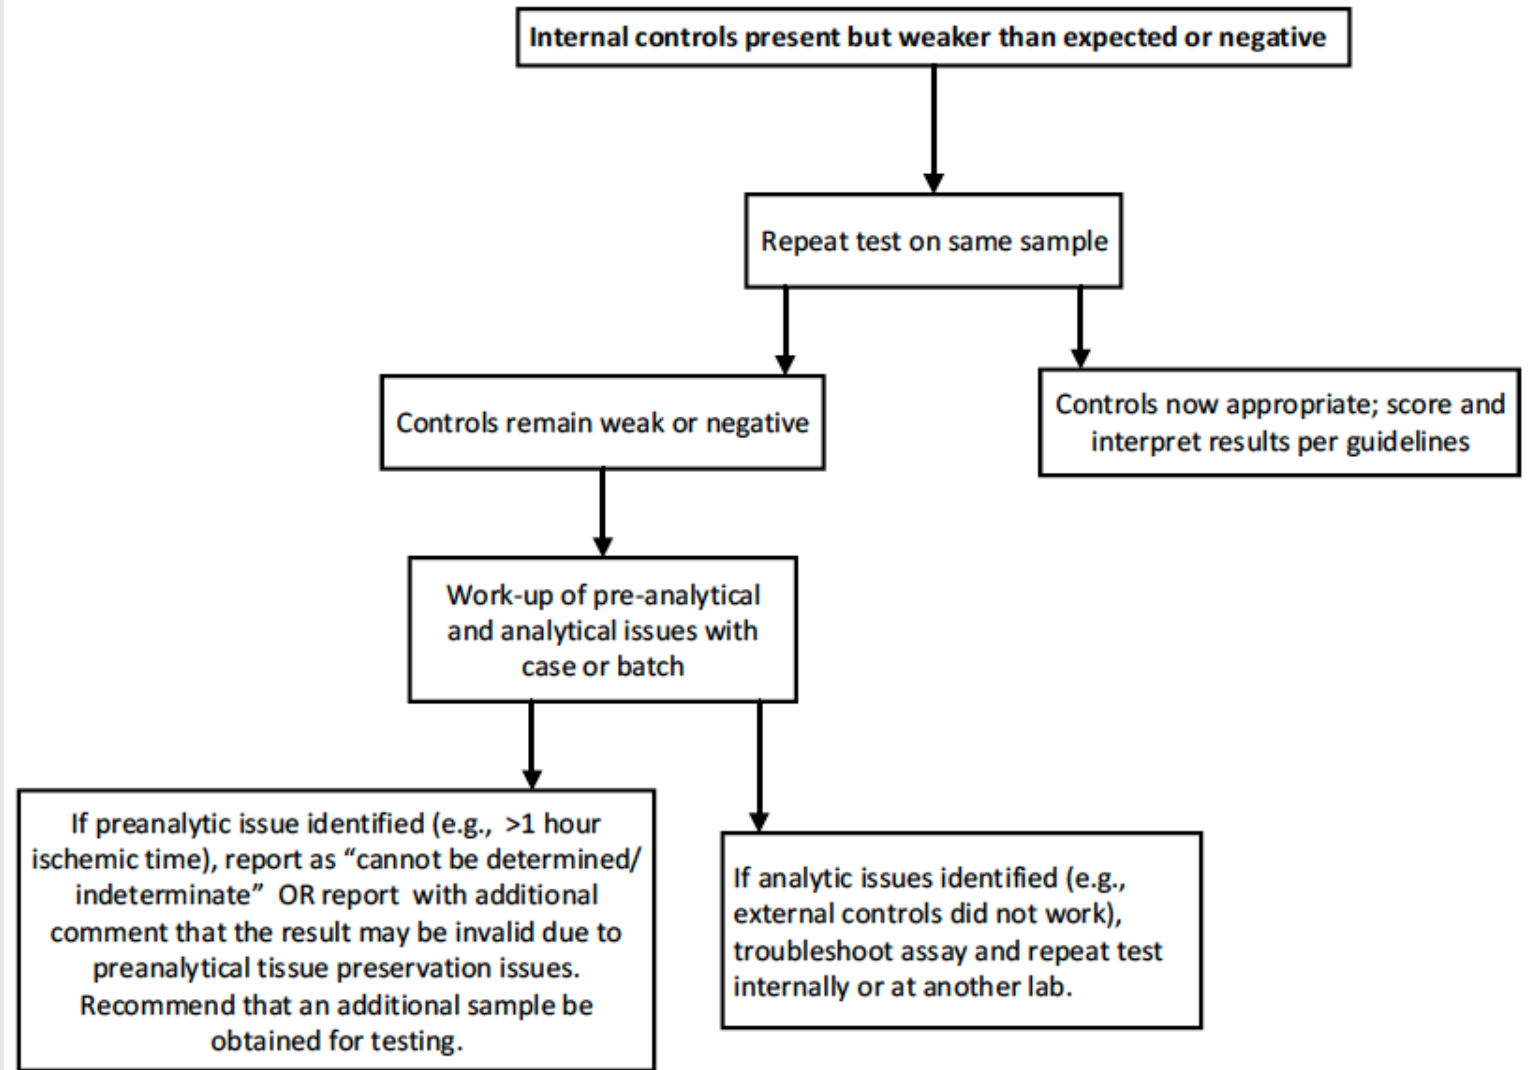 Internal controls present but weaker than expected or negative
Repeat test on same sample
Controls remain weak or negative
Controls now appropriate; score and
interpret results per guidelines
Work-up of pre-analytical
and analytical issues with
case or batch
If preanalytic issue identified (e.g., >1 hour
ischemic time), report as “cannot be determined/
indeterminate” OR report with additional
comment that the result may be invalid due to
preanalytical tissue preservation issues.
Recommend that an additional sample be
obtained for testing.
If analytic issues identified (e.g.,
external controls did not work),
troubleshoot assay and repeat test
internally or at another lab.